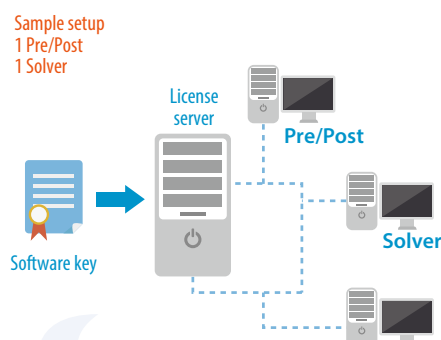 Sample setup
1 Pre/Post
1 Solver
License
server
Pre/Post
Solver
Software key